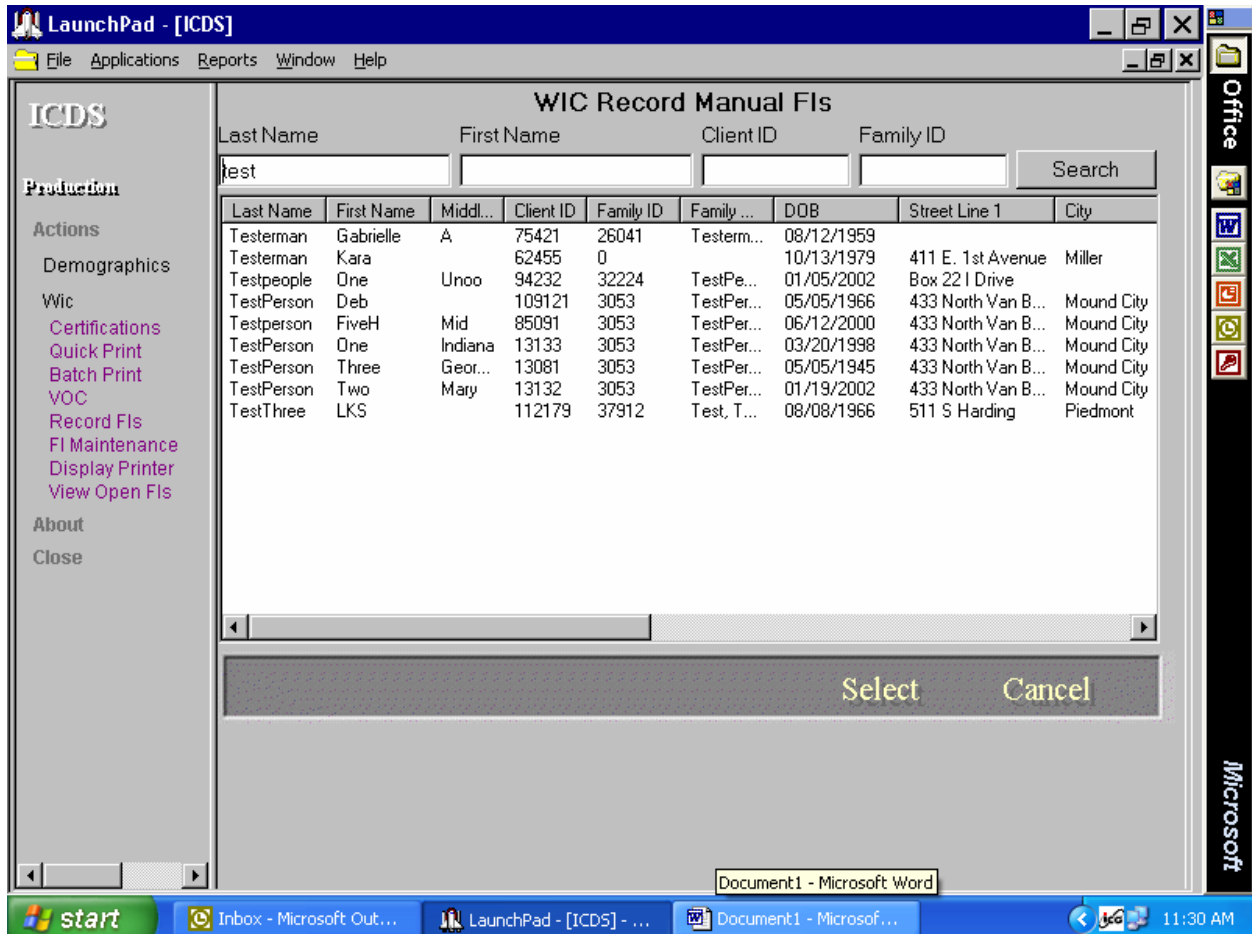 LaunchPad - [ICDS]
File Applications Reports Window Help
ICDS
Production
Actions
Demographics
Wic
Certifications
Quick Print
Batch Print
VOC
Record FIs
FI Maintenance
Display Printer
View Open FIs
About
Close
WIC Record Manual FIs
Last Name First Name Client ID Family ID
test Search
Last Name First Name Middl... Client ID Family ID Family ... DOB Street Line 1 City
Testerman Gabrielle A 75421 26041 Testerm... 08/12/1959
Testerman Kara 62455 0 10/13/1979 411 E. 1st Avenue Miller
Testpeople One Unoo 94232 32224 TestPe... 01/05/2002 Box 22 I Drive
TestPerson Deb 109121 3053 TestPer... 05/05/1966 433 North Van B... Mound City
Testperson FiveH Mid 85091 3053 TestPer... 06/12/2000 433 North Van B... Mound City
TestPerson One Indiana 13133 3053 TestPer... 03/20/1998 433 North Van B... Mound City
TestPerson Three Geor... 13081 3053 TestPer... 05/05/1945 433 North Van B... Mound City
TestPerson Two Mary 13132 3053 TestPer... 01/19/2002 433 North Van B... Mound City
TestThree LKS 112179 37912 Test, T... 08/08/1966 511 S Harding Piedmont
Select Cancel
Office
Microsoft
Document1 - Microsoft Word
start Inbox - Microsoft Out... LaunchPad - [ICDS] - ... Document1 - Microsof... jcg 11:30 AM